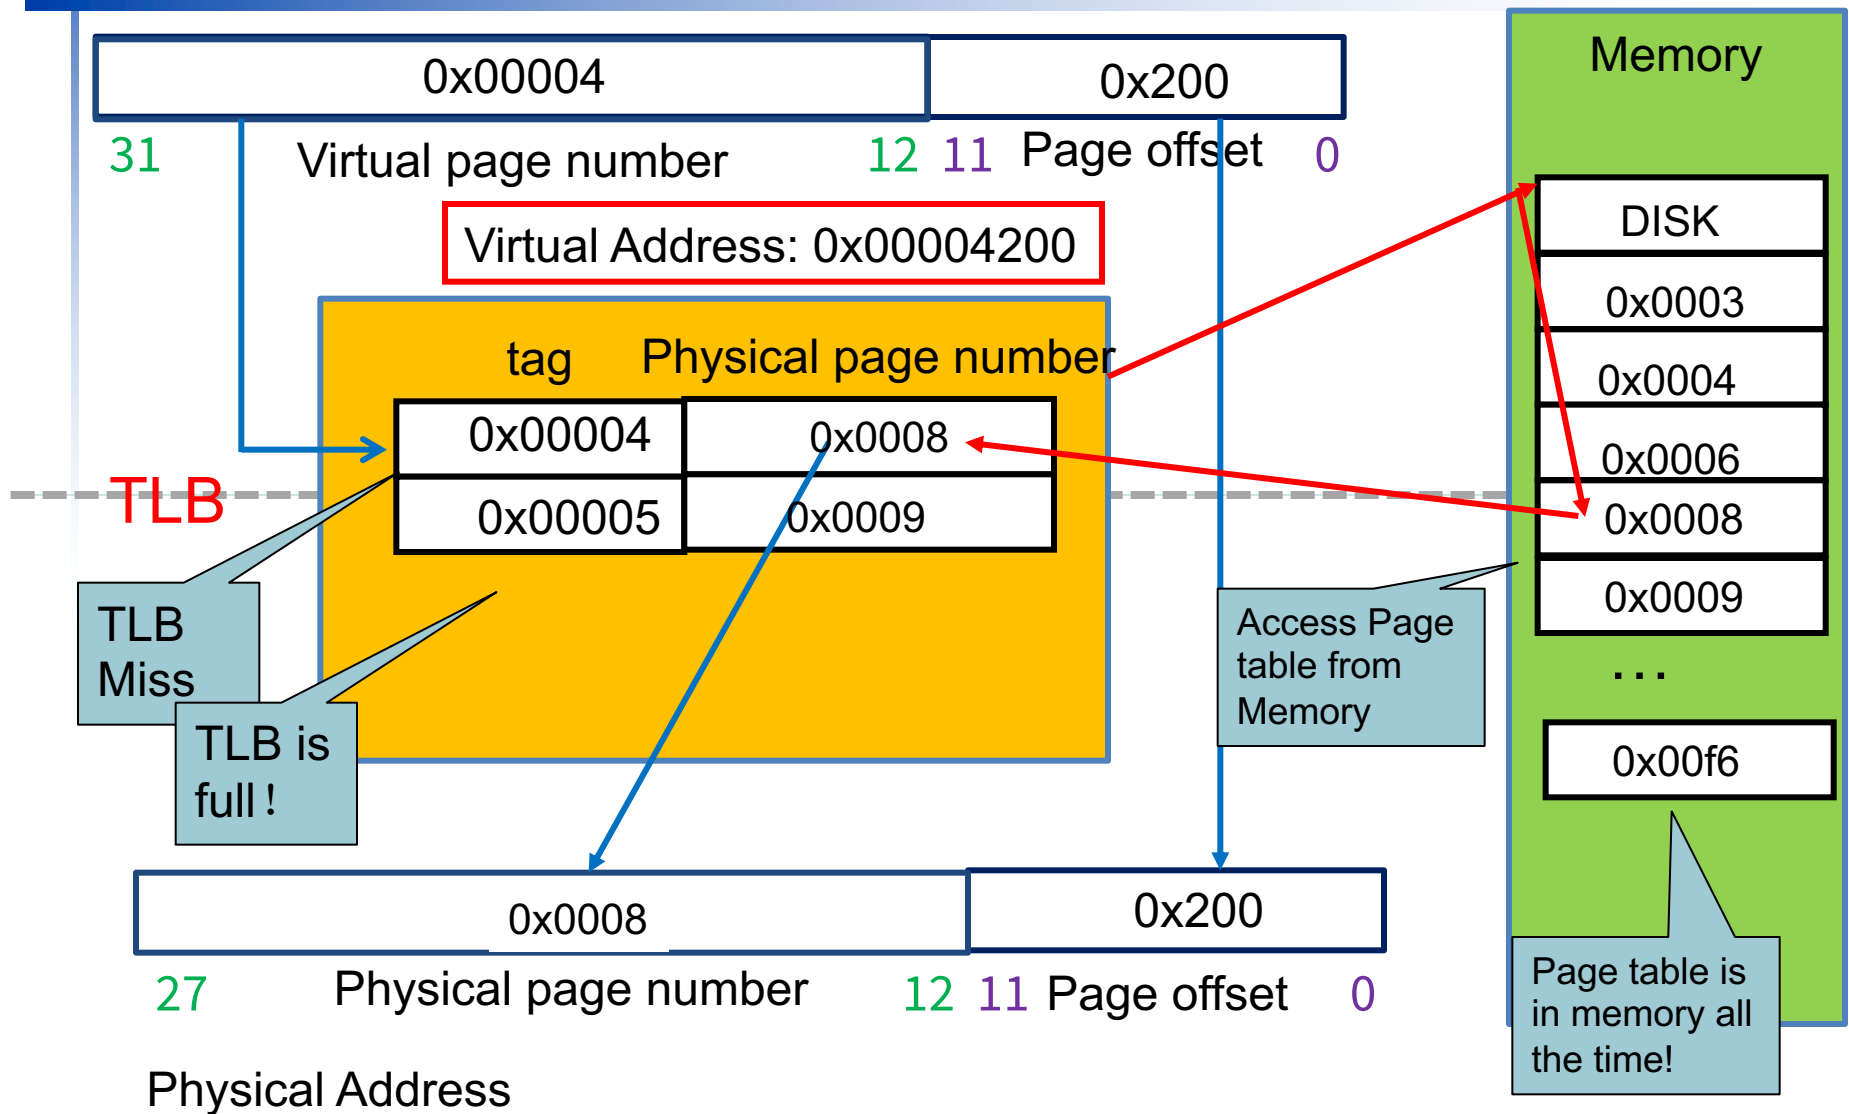 0x00004
0x200
31
Virtual page number
12
11
Page offset
0
Virtual Address: 0x00004200
Memory
DISK
0x0003
0x0004
0x0006
0x0008
0x0009
...
0x00f6
TLB
tag
Physical page number
0x00004
0x0008
0x00005
0x0009
TLB
Miss
TLB is
full!
Access Page
table from
Memory
0x0008
0x200
27
Physical page number
12
11
Page offset
0
Page table is
in memory all
the time!
Physical Address